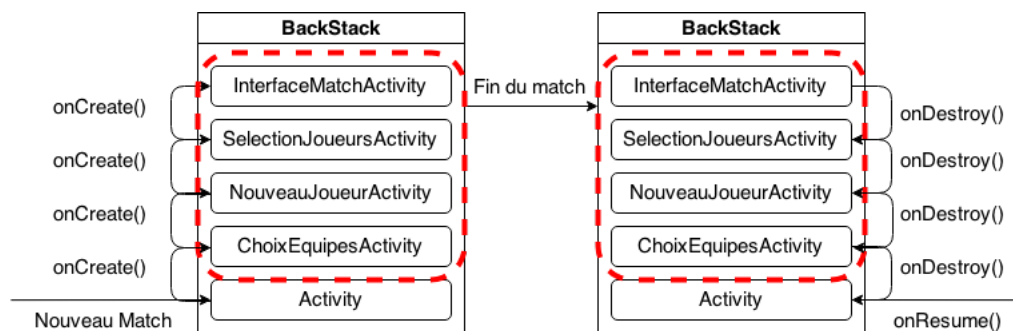 BackStack
InterfaceMatchActivity
SelectionJoueursActivity
NouveauJoueurActivity
ChoixEquipesActivity
Activity
onCreate()
onCreate()
onCreate()
onCreate()
Nouveau Match
Fin du match
BackStack
InterfaceMatchActivity
SelectionJoueursActivity
NouveauJoueurActivity
ChoixEquipesActivity
Activity
onDestroy()
onDestroy()
onDestroy()
onDestroy()
onResume()